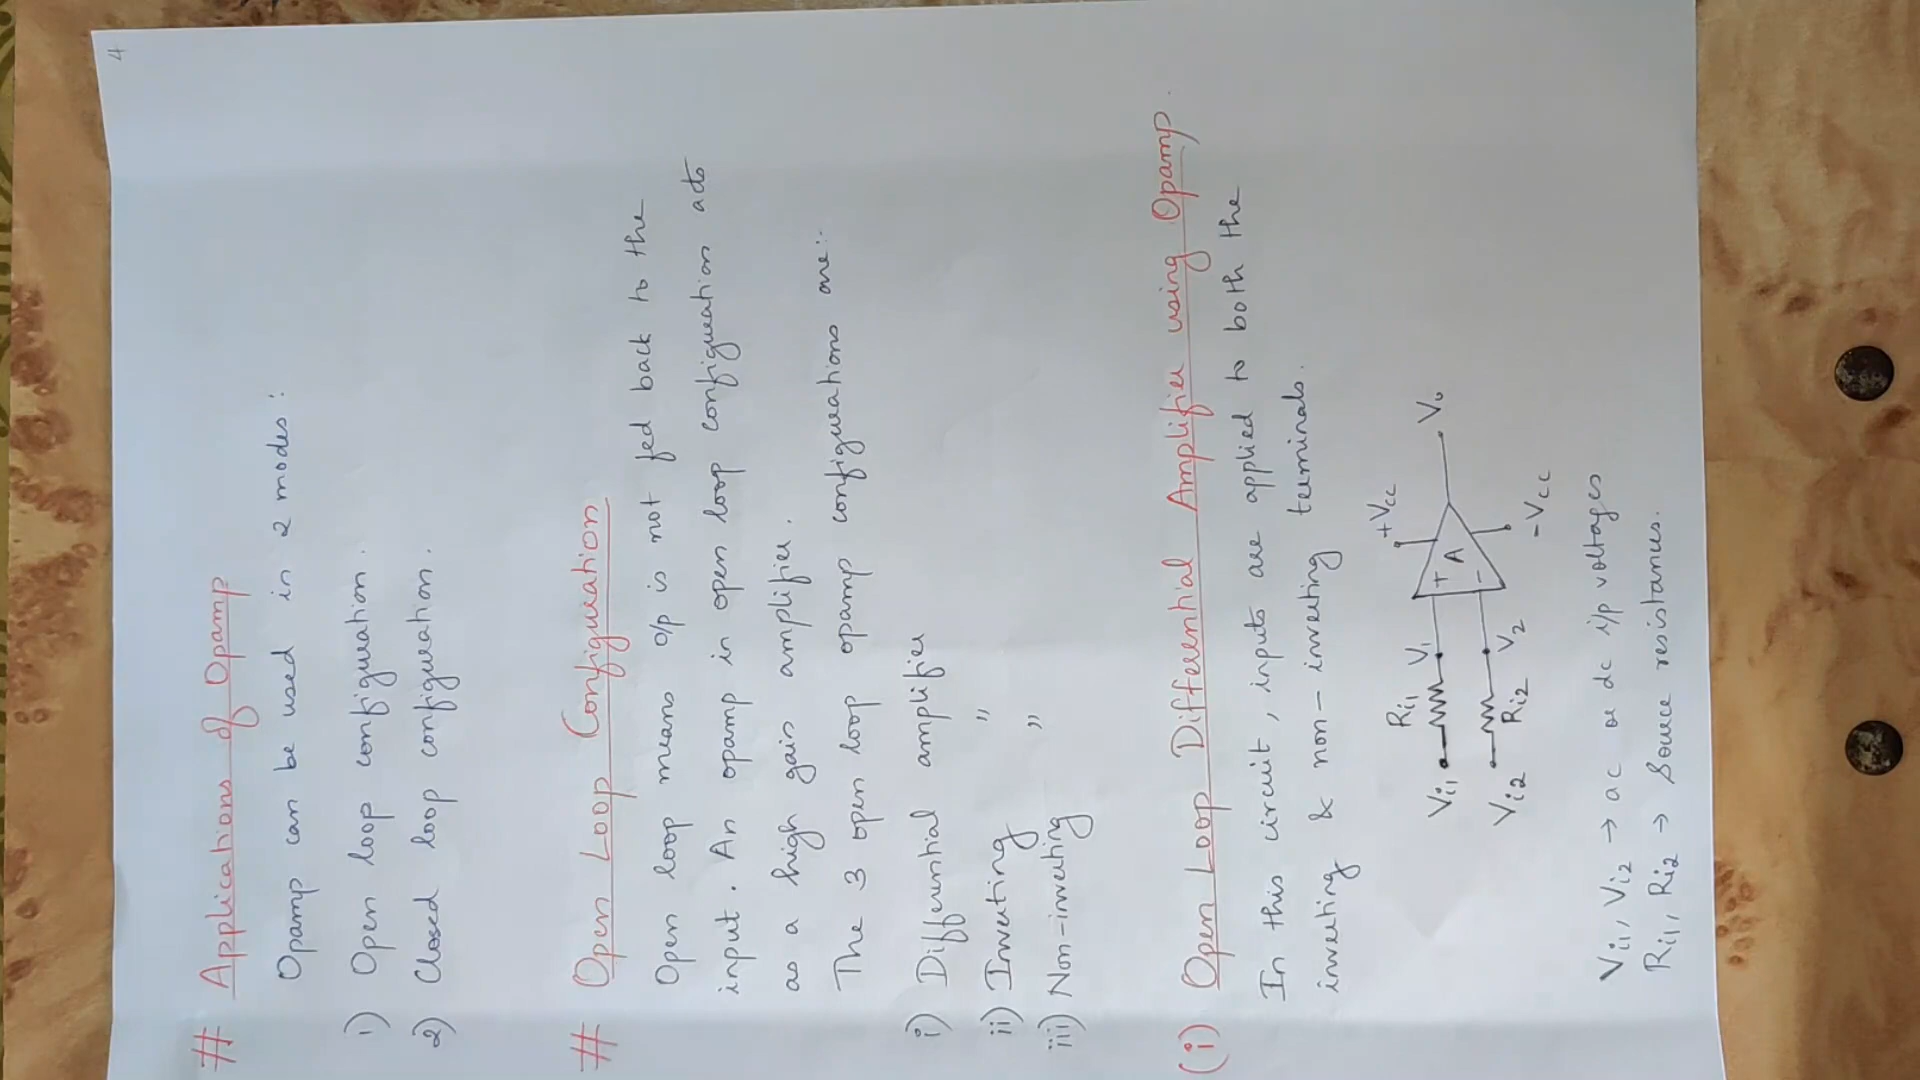 4
# Applications of Opamp
Opamp can be used in 2 modes:
1) Open loop configuration.
2) Closed loop configuration.
# Open Loop Configuration
Open loop means o/p is not fed back to the
input. An opamp in open loop configuration acts
as a high gain amplifier.
The 3 open loop opamp configurations are:-
i) Differential amplifier
ii) Inverting "
iii) Non-inverting "
(i) Open Loop Differential Amplifier using Opamp.
In this circuit, inputs are applied to both the
inverting & non-inverting terminals.
+Vcc
Ri1
Vi1 V1 + A Vo
Vi2 Ri2 V2 -
-Vcc
Vi1, Vi2 → ac or dc i/p voltages
Ri1, Ri2 → Source resistances.